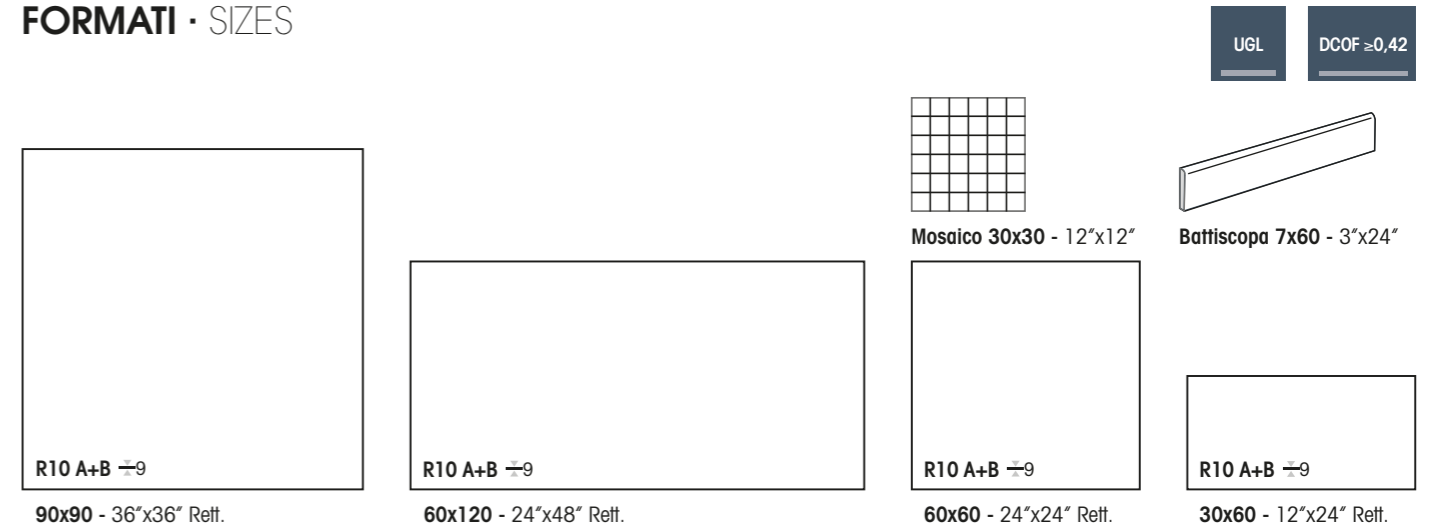 FORMATI · SIZES
UGL
DCOF ≥0,42
Mosaico 30x30 - 12″x12″
Battiscopa 7x60 - 3″x24″
R10 A+B 9
90x90 - 36″x36″ Rett.
R10 A+B 9
60x120 - 24″x48″ Rett.
R10 A+B 9
60x60 - 24″x24″ Rett.
R10 A+B 9
30x60 - 12″x24″ Rett.